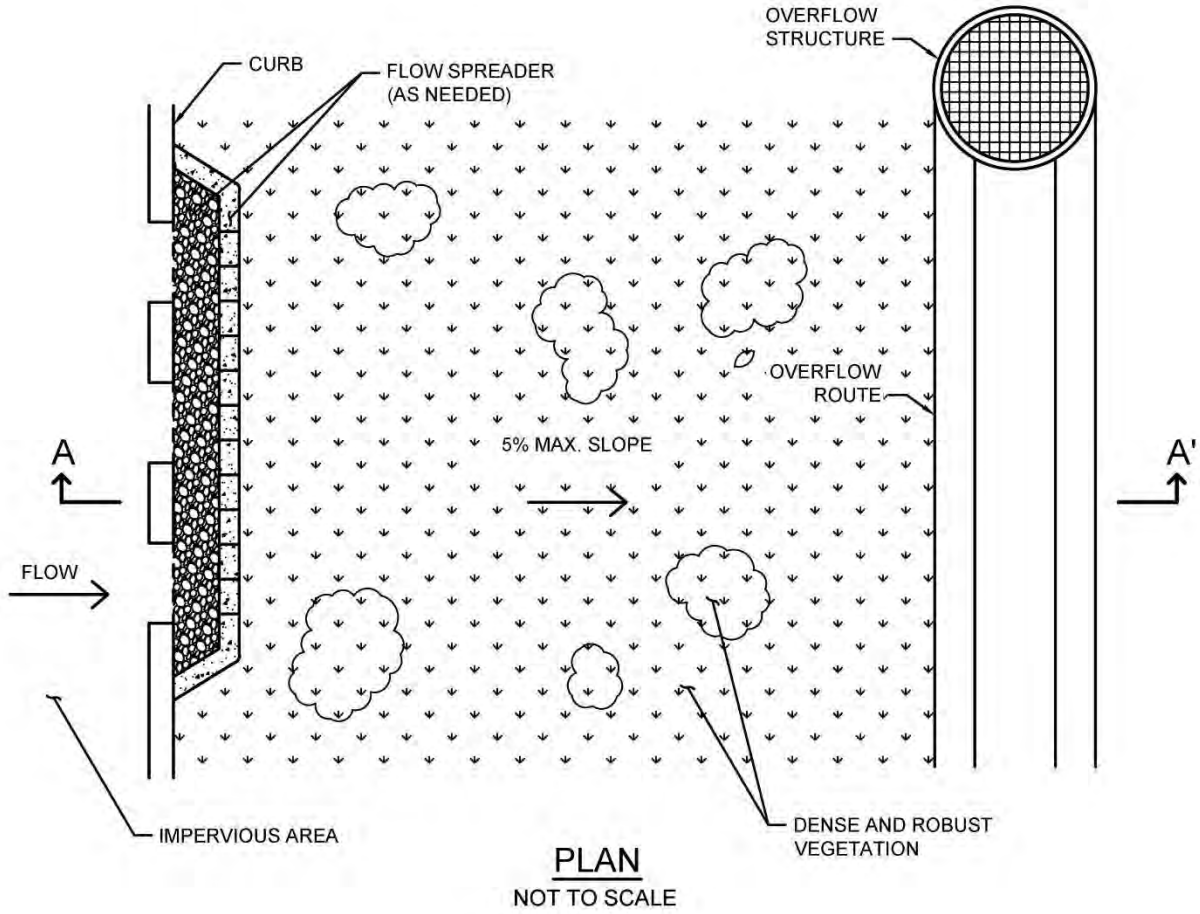 OVERFLOW
STRUCTURE
CURB
FLOW SPREADER
(AS NEEDED)
OVERFLOW
ROUTE
5% MAX. SLOPE
A
A'
FLOW
IMPERVIOUS AREA
DENSE AND ROBUST
VEGETATION
PLAN
NOT TO SCALE